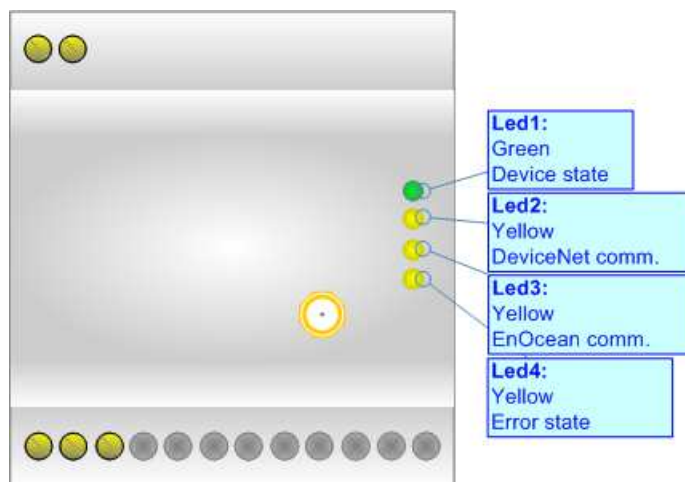 Led1:
Green
Device state
Led2:
Yellow
DeviceNet comm.
Led3:
Yellow
EnOcean comm.
Led4:
Yellow
Error state